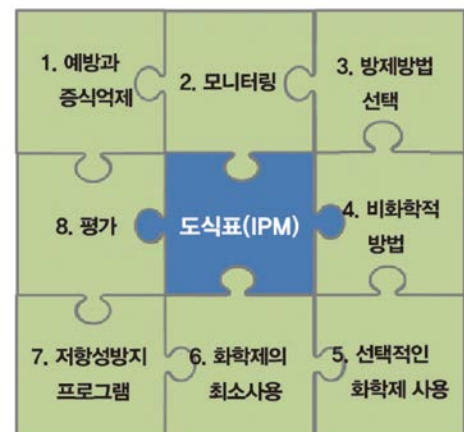 1. 예방과
증식억제
2. 모니터링
3. 방제방법
선택
8. 평가
도식표(IPM)
4. 비화학적
방법
7. 저항성방지
프로그램
6. 화학제의
최소사용
5. 선택적인
화학제 사용